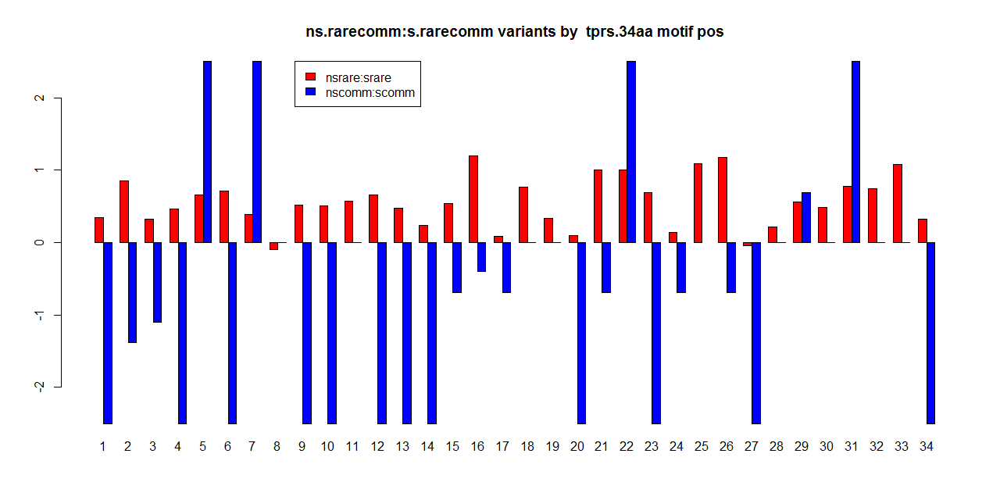 ns.rarecomm:s.rarecomm variants by  tprs.34aa motif pos
nsrare:srare
nscomm:scomm
2
1
0
-1
-2
1 2 3 4 5 6 7 8 9 10 11 12 13 14 15 16 17 18 19 20 21 22 23 24 25 26 27 28 29 30 31 32 33 34